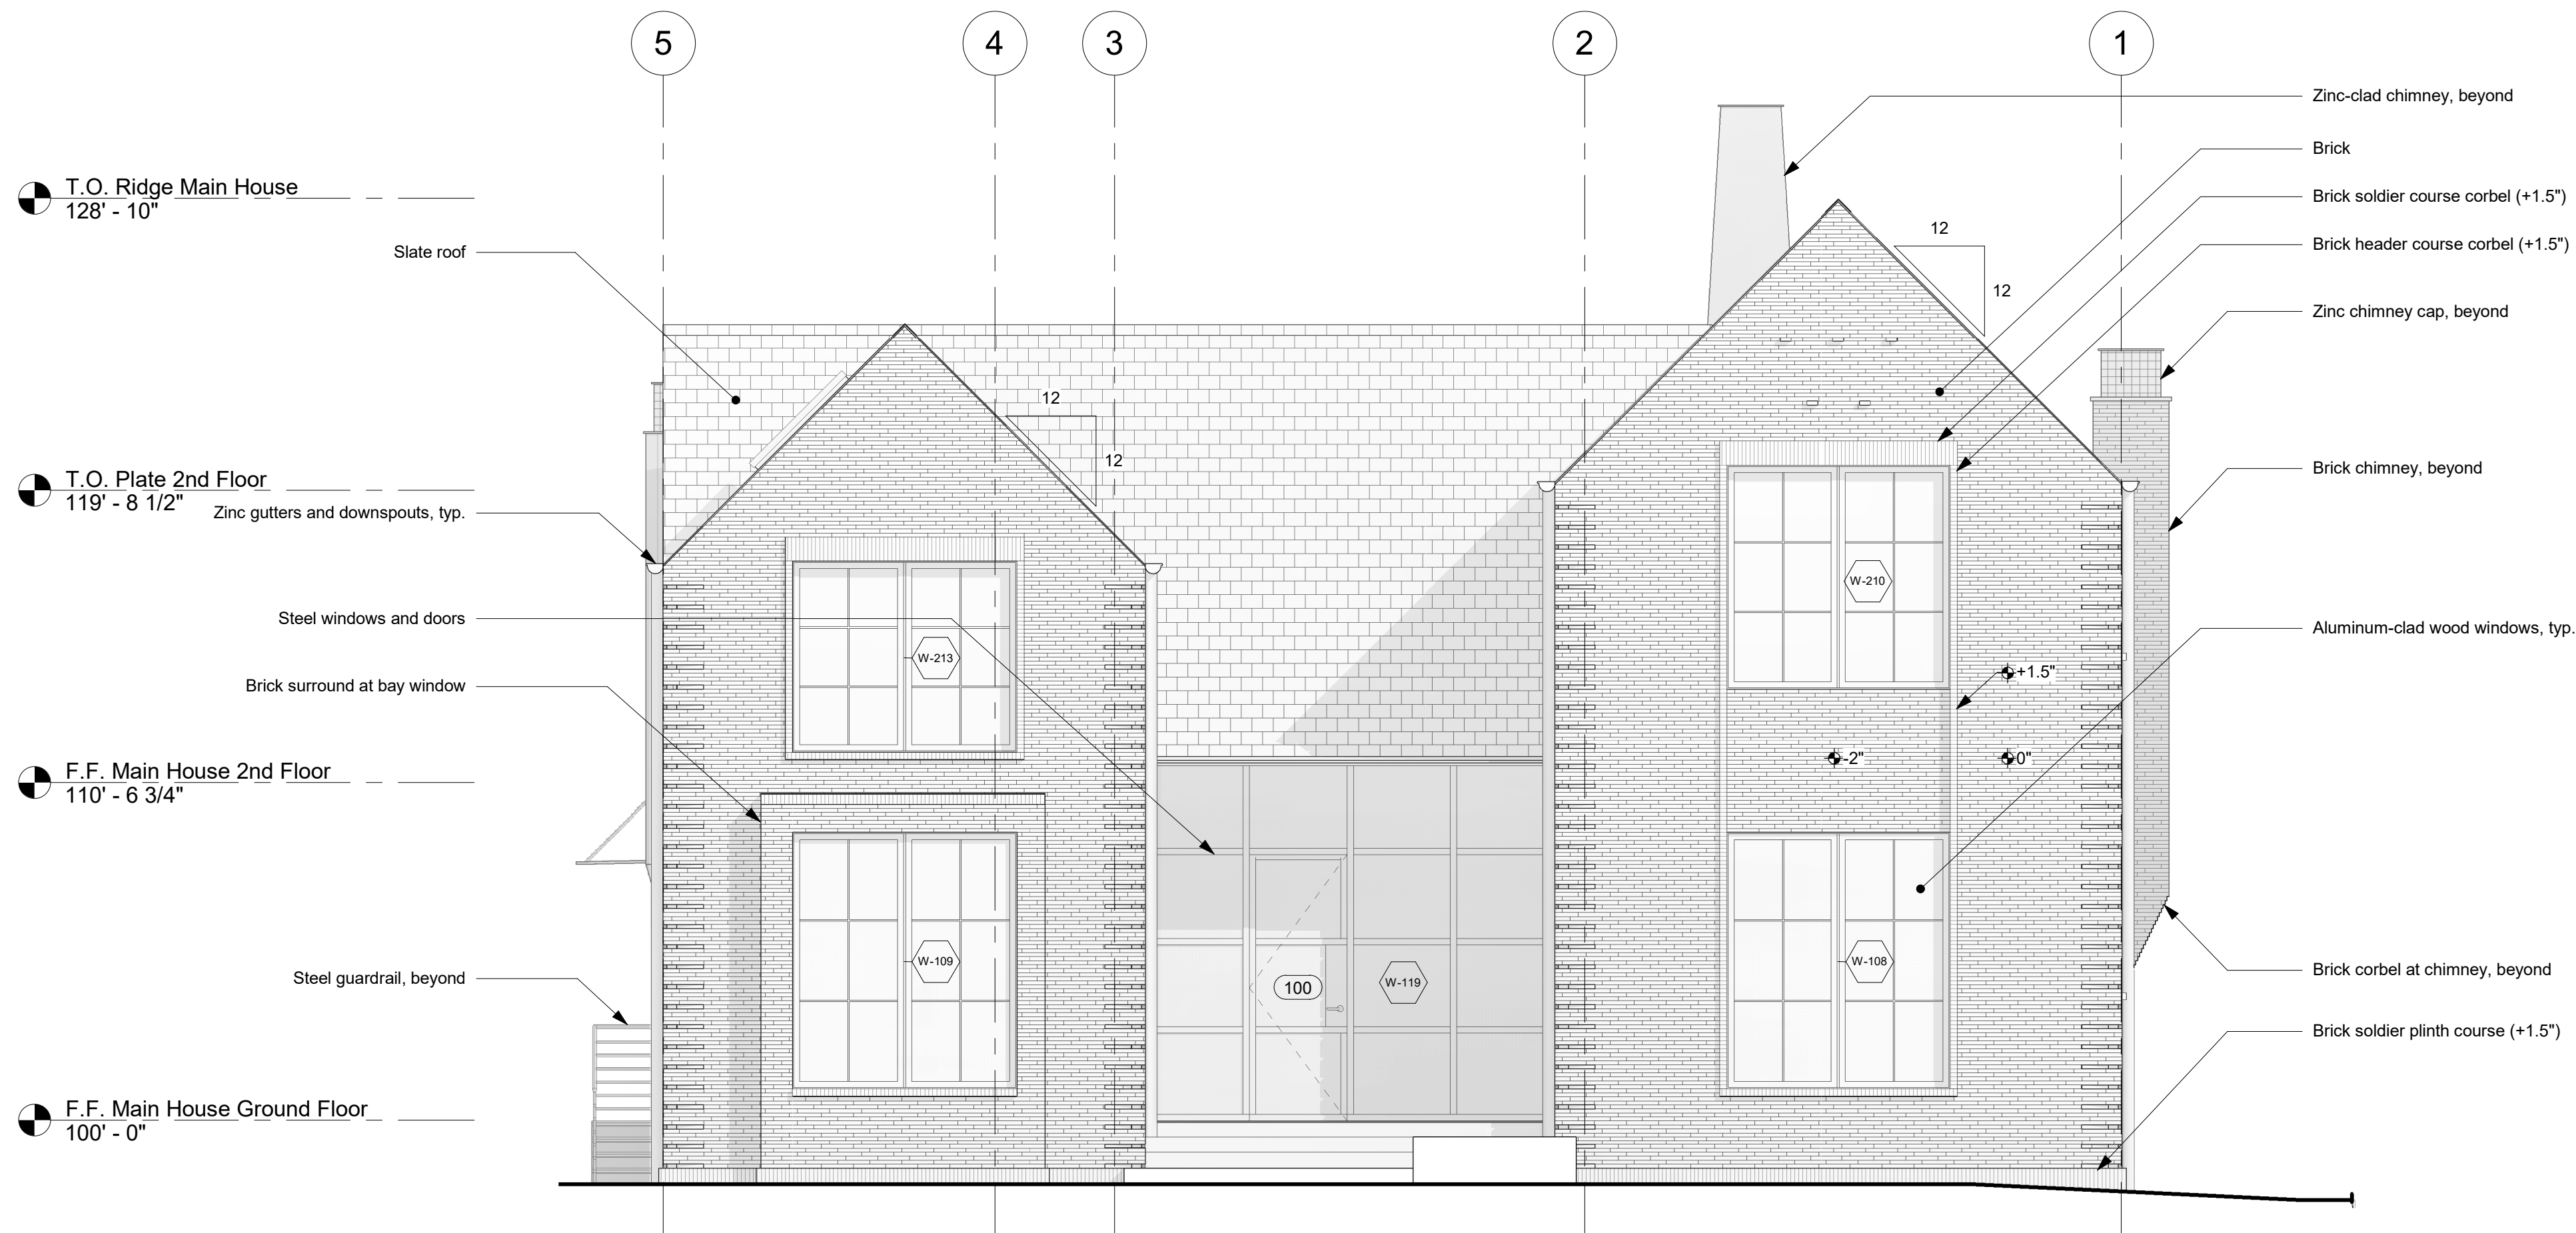 5
4
3
2
1
Zinc-clad chimney, beyond
Brick
T.O. Ridge Main House
128' - 10"
Brick soldier course corbel (+1.5")
12
Brick header course corbel (+1.5")
Slate roof
12
Zinc chimney cap, beyond
12
12
Brick chimney, beyond
T.O. Plate 2nd Floor
119' - 8 1/2"
Zinc gutters and downspouts, typ.
W-210
Steel windows and doors
Aluminum-clad wood windows, typ.
W-213
+1.5"
Brick surround at bay window
-2"
0"
F.F. Main House 2nd Floor
110' - 6 3/4"
W-109
W-108
Brick corbel at chimney, beyond
Steel guardrail, beyond
100
W-119
Brick soldier plinth course (+1.5")
F.F. Main House Ground Floor
100' - 0"